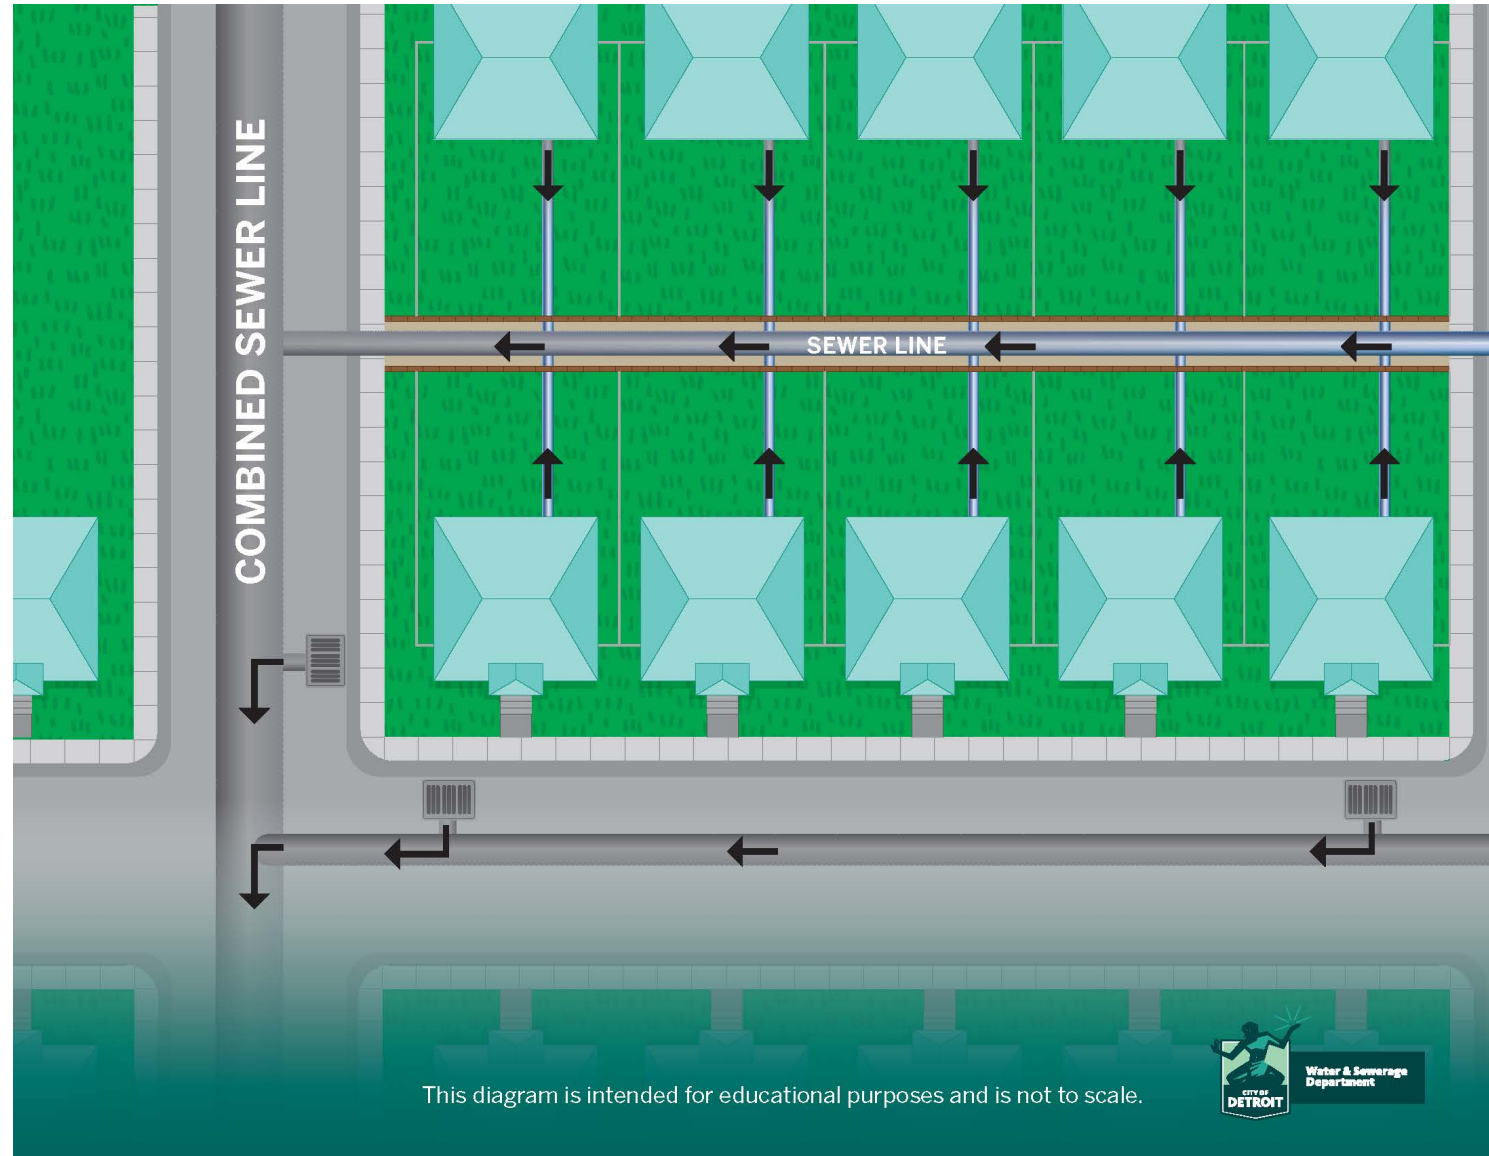 COMBINED SEWER LINE
SEWER LINE
This diagram is intended for educational purposes and is not to scale.
CITY OF
DETROIT
Water & Sewerage
Department